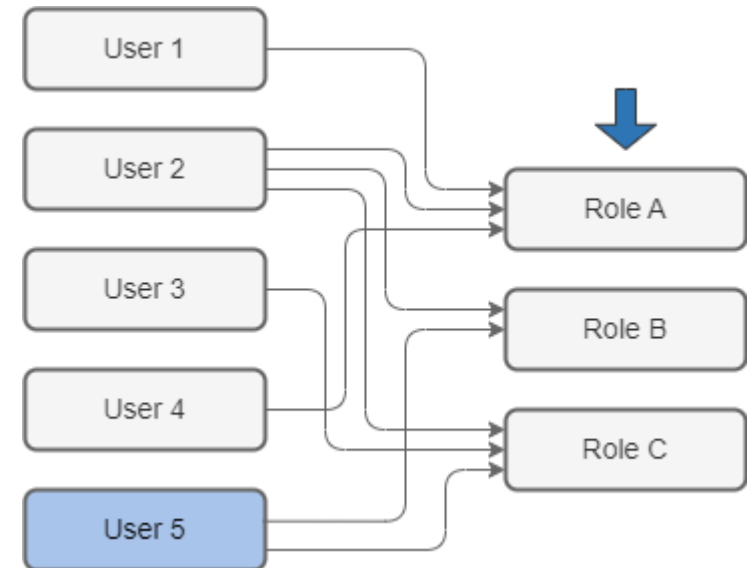 User 1
User 2
User 3
User 4
User 5
Role A
Role B
Role C